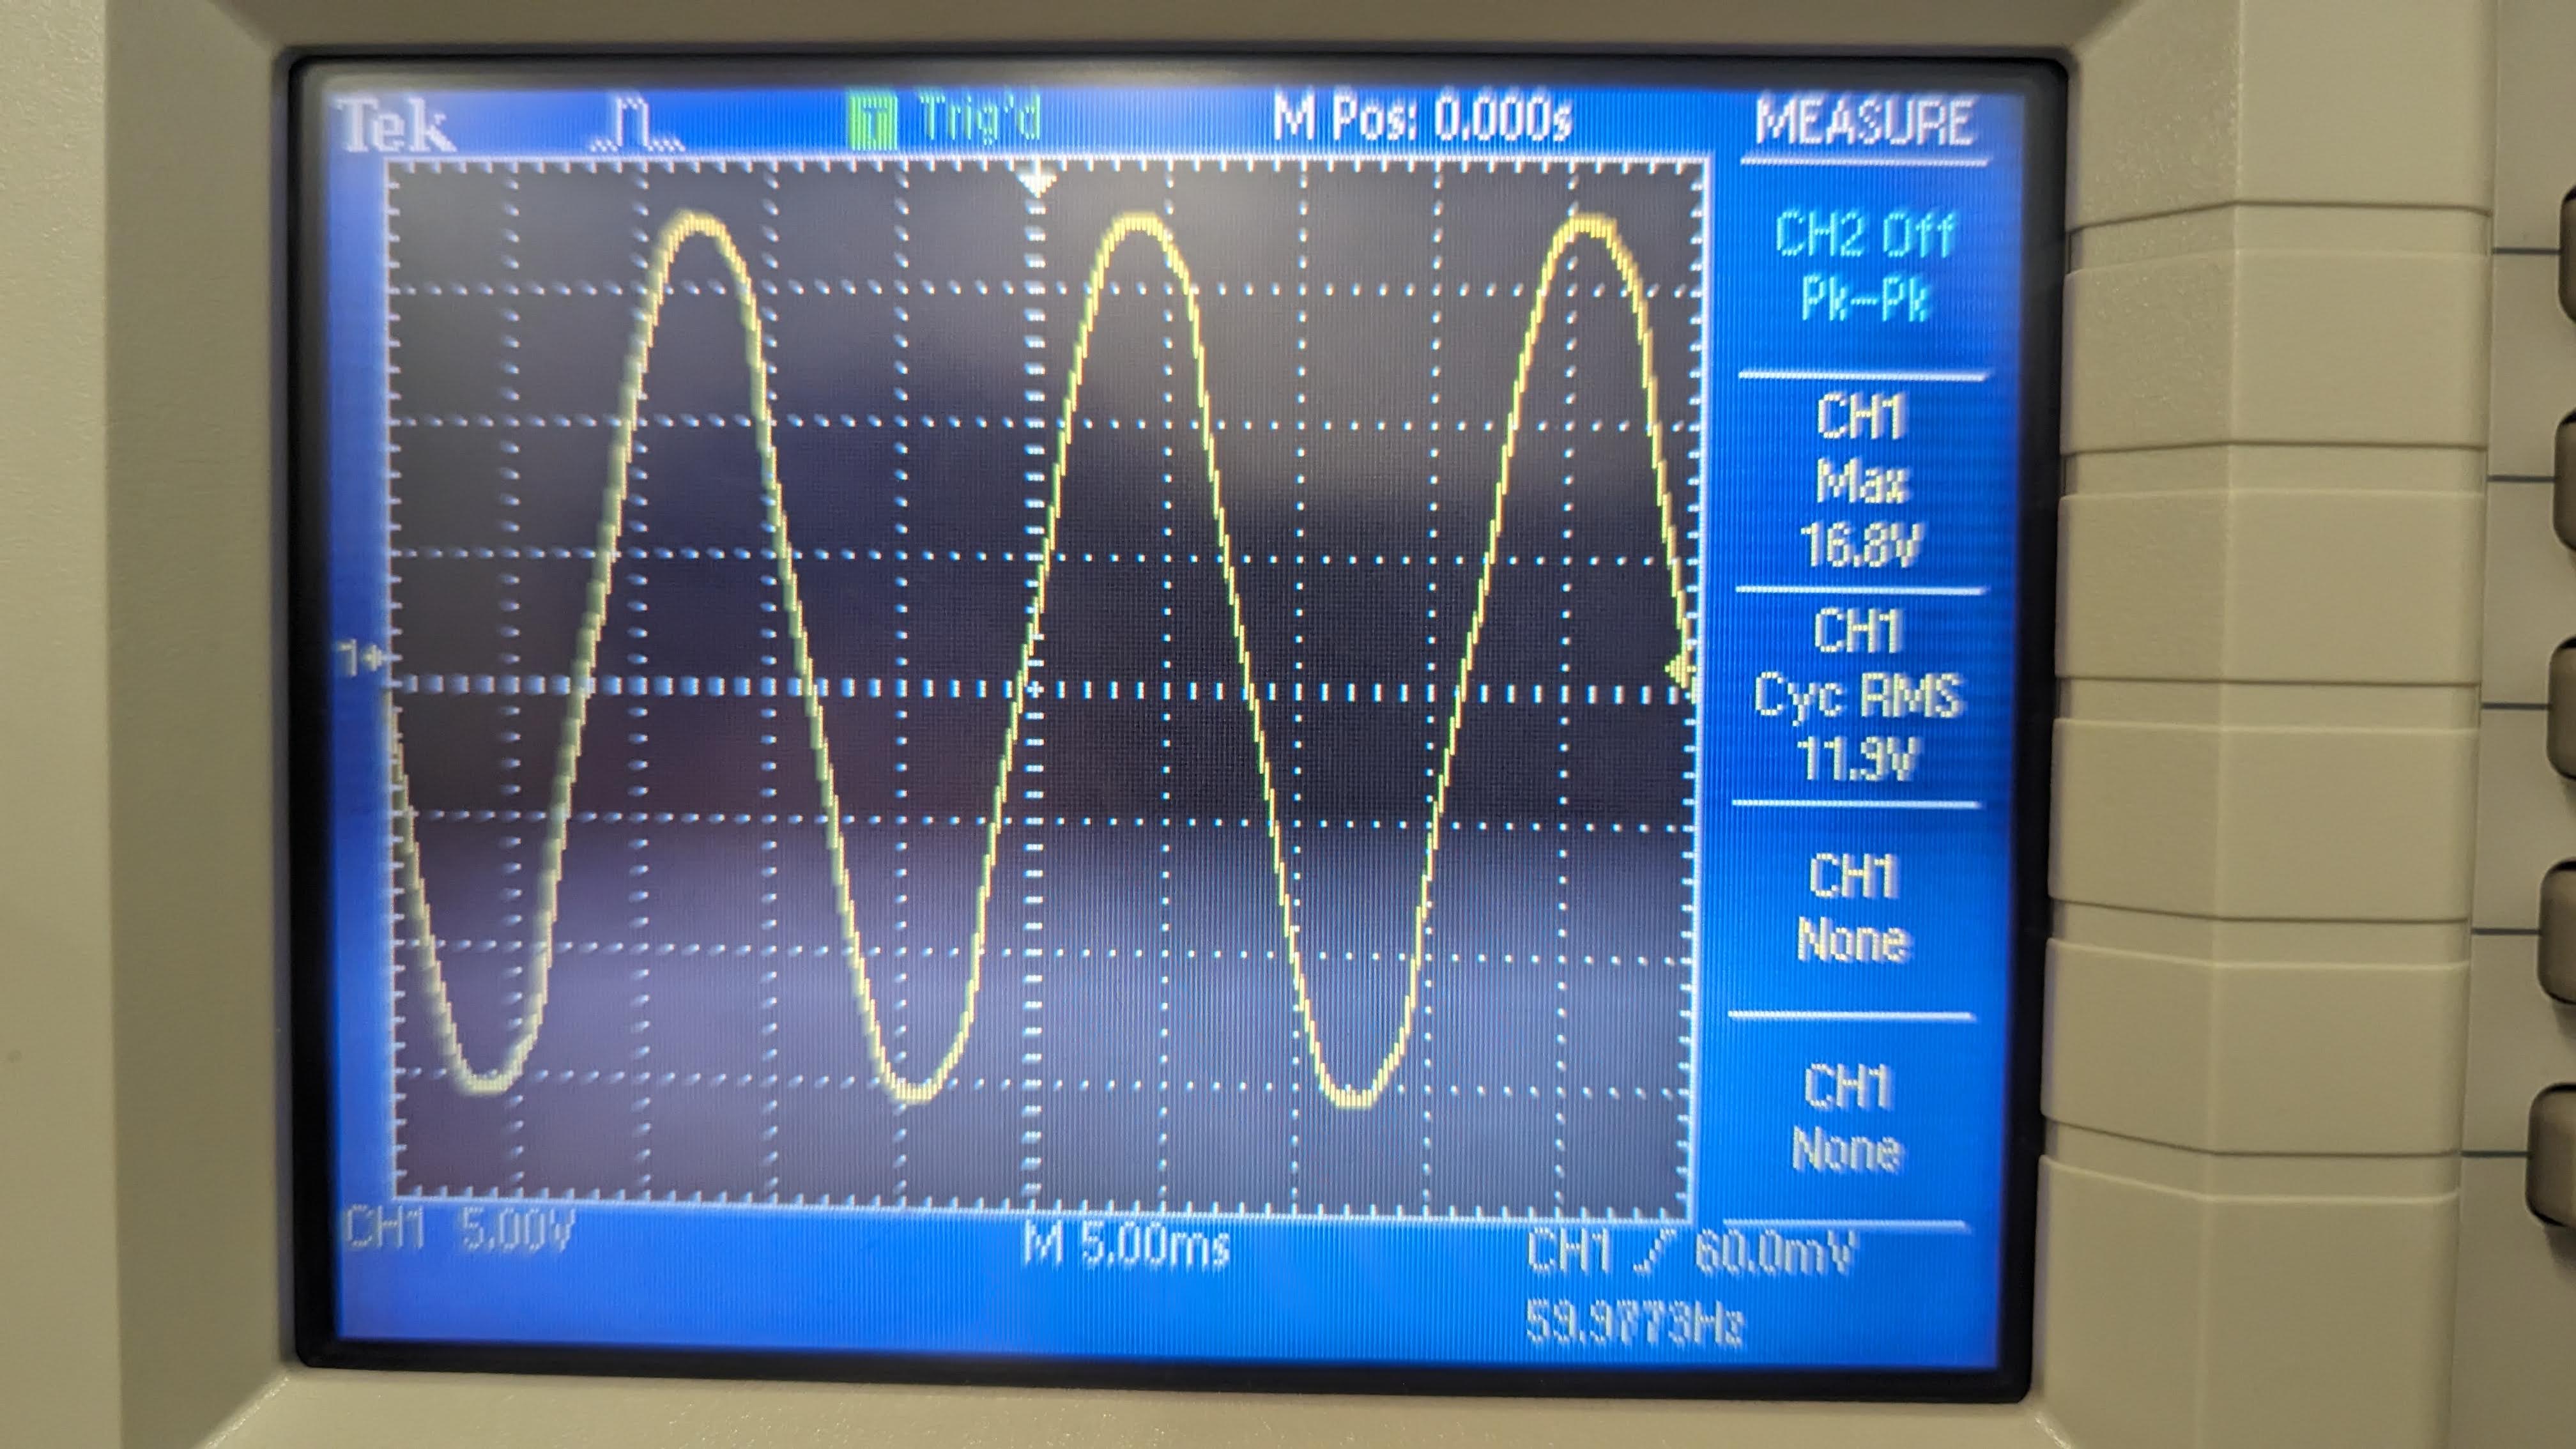 Tek
T Trig'd
M Pos: 0.000s
MEASURE
CH2 Off
Pk-Pk
CH1
Max
16.8V
CH1
Cyc RMS
11.9V
CH1
None
CH1
None
1
CH1 5.00V
M 5.00ms
CH1 60.0mV
59.9773Hz